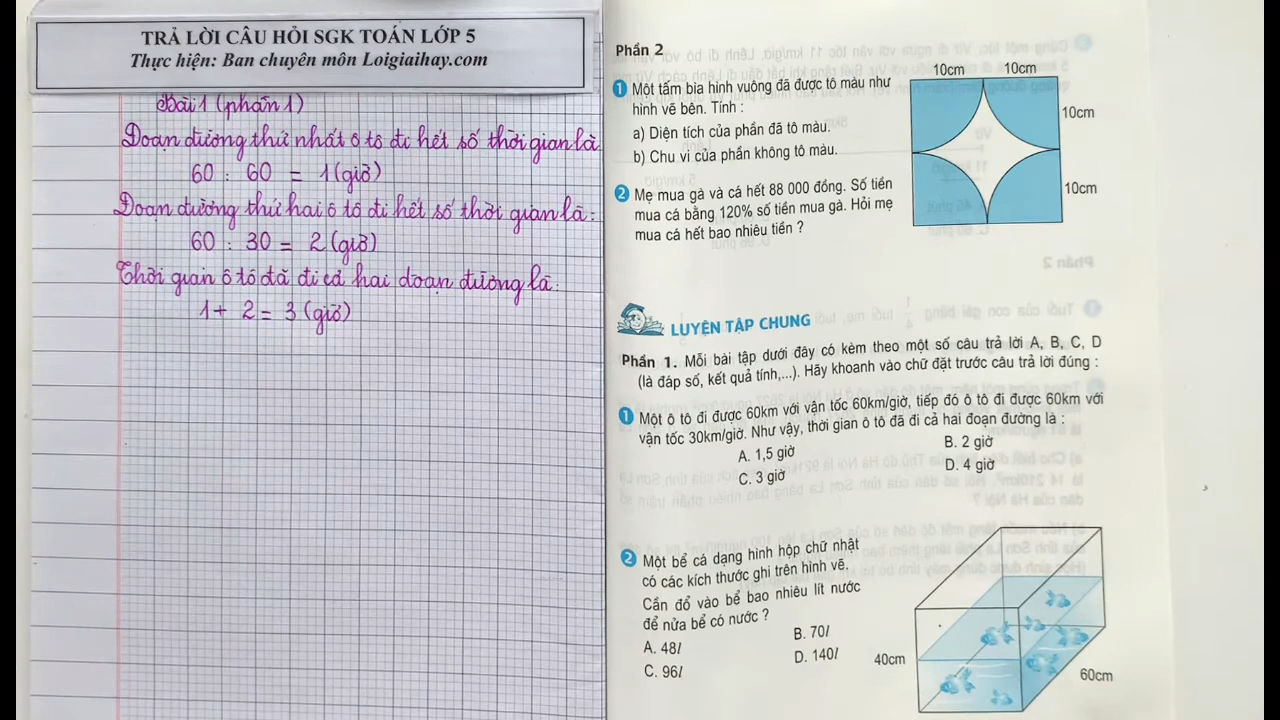 TRẢ LỜI CÂU HỎI SGK TOÁN LỚP 5
Thực hiện: Ban chuyên môn Loigiaihay.com
Bài 1 (phần 1)
Đoạn đường thứ nhất ô tô đi hết số thời gian là
60 : 60 = 1 (giờ)
Đoạn đường thứ hai ô tô đi hết số thời gian là:
60 : 30 = 2 (giờ)
Thời gian ô tô đã đi cả hai đoạn đường là:
1 + 2 = 3 (giờ)
Phần 2
1 Một tấm bìa hình vuông đã được tô màu như
hình vẽ bên. Tính :
a) Diện tích của phần đã tô màu.
b) Chu vi của phần không tô màu.
10cm 10cm
10cm
10cm
2 Mẹ mua gà và cá hết 88 000 đồng. Số tiền
mua cá bằng 120% số tiền mua gà. Hỏi mẹ
mua cá hết bao nhiêu tiền ?
LUYỆN TẬP CHUNG
Phần 1. Mỗi bài tập dưới đây có kèm theo một số câu trả lời A, B, C, D
(là đáp số, kết quả tính,...). Hãy khoanh vào chữ đặt trước câu trả lời đúng :
1 Một ô tô đi được 60km với vận tốc 60km/giờ, tiếp đó ô tô đi được 60km với
vận tốc 30km/giờ. Như vậy, thời gian ô tô đã đi cả hai đoạn đường là :
A. 1,5 giờ B. 2 giờ
C. 3 giờ D. 4 giờ
2 Một bể cá dạng hình hộp chữ nhật
có các kích thước ghi trên hình vẽ.
Cần đổ vào bể bao nhiêu lít nước
để nửa bể có nước ?
A. 48l B. 70l
C. 96l D. 140l
40cm
60cm